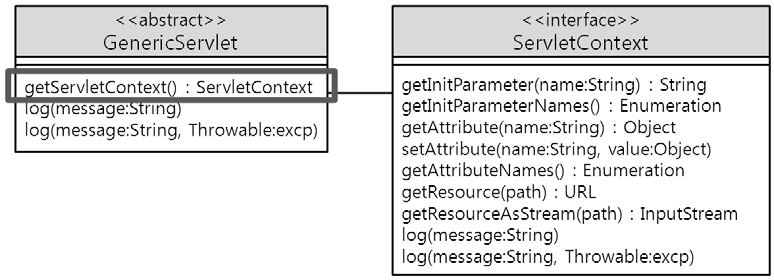 <<abstract>>
GenericServlet
getServletContext() : ServletContext
log(message:String)
log(message:String, Throwable:excp)
<<interface>>
ServletContext
getInitParameter(name:String) : String
getInitParameterNames() : Enumeration
getAttribute(name:String) : Object
setAttribute(name:String, value:Object)
getAttributeNames() : Enumeration
getResource(path) : URL
getResourceAsStream(path) : InputStream
log(message:String)
log(message:String, Throwable:excp)